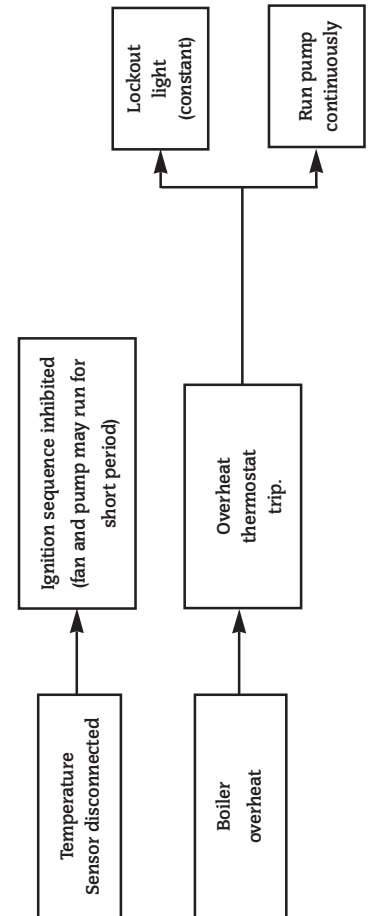 Temperature
Sensor disconnected
Ignition sequence inhibited
(fan and pump may run for
short period)
Boiler
overheat
Overheat
thermostat
trip.
Lockout
light
(constant)
Run pump
continuously